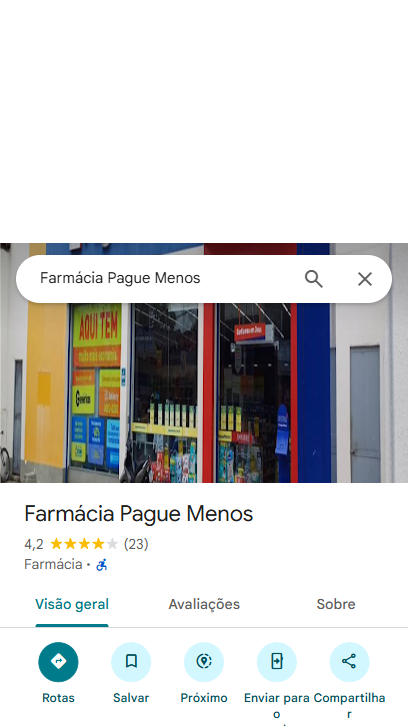 Farmácia Pague Menos
AQUI TEM
Farmácia Pague Menos
4,2 (23)
Farmácia •
Visão geral
Avaliações
Sobre
Rotas
Salvar
Próximo
Enviar para
o
Compartilha
r